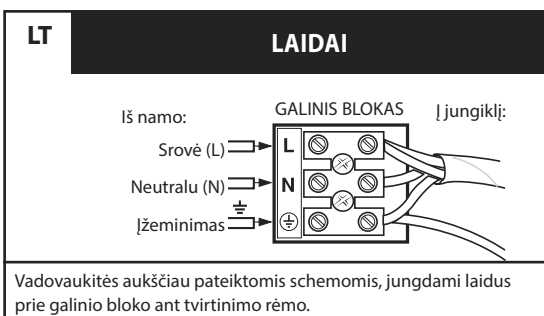 LT
LAIDAI
Iš namo:
GALINIS BLOKAS
Į jungiklį:
Srovė (L)
L
Neutralu (N)
N
Įžeminimas
Vadovaukitės aukščiau pateiktomis schemomis, jungdami laidus
prie galinio bloko ant tvirtinimo rėmo.